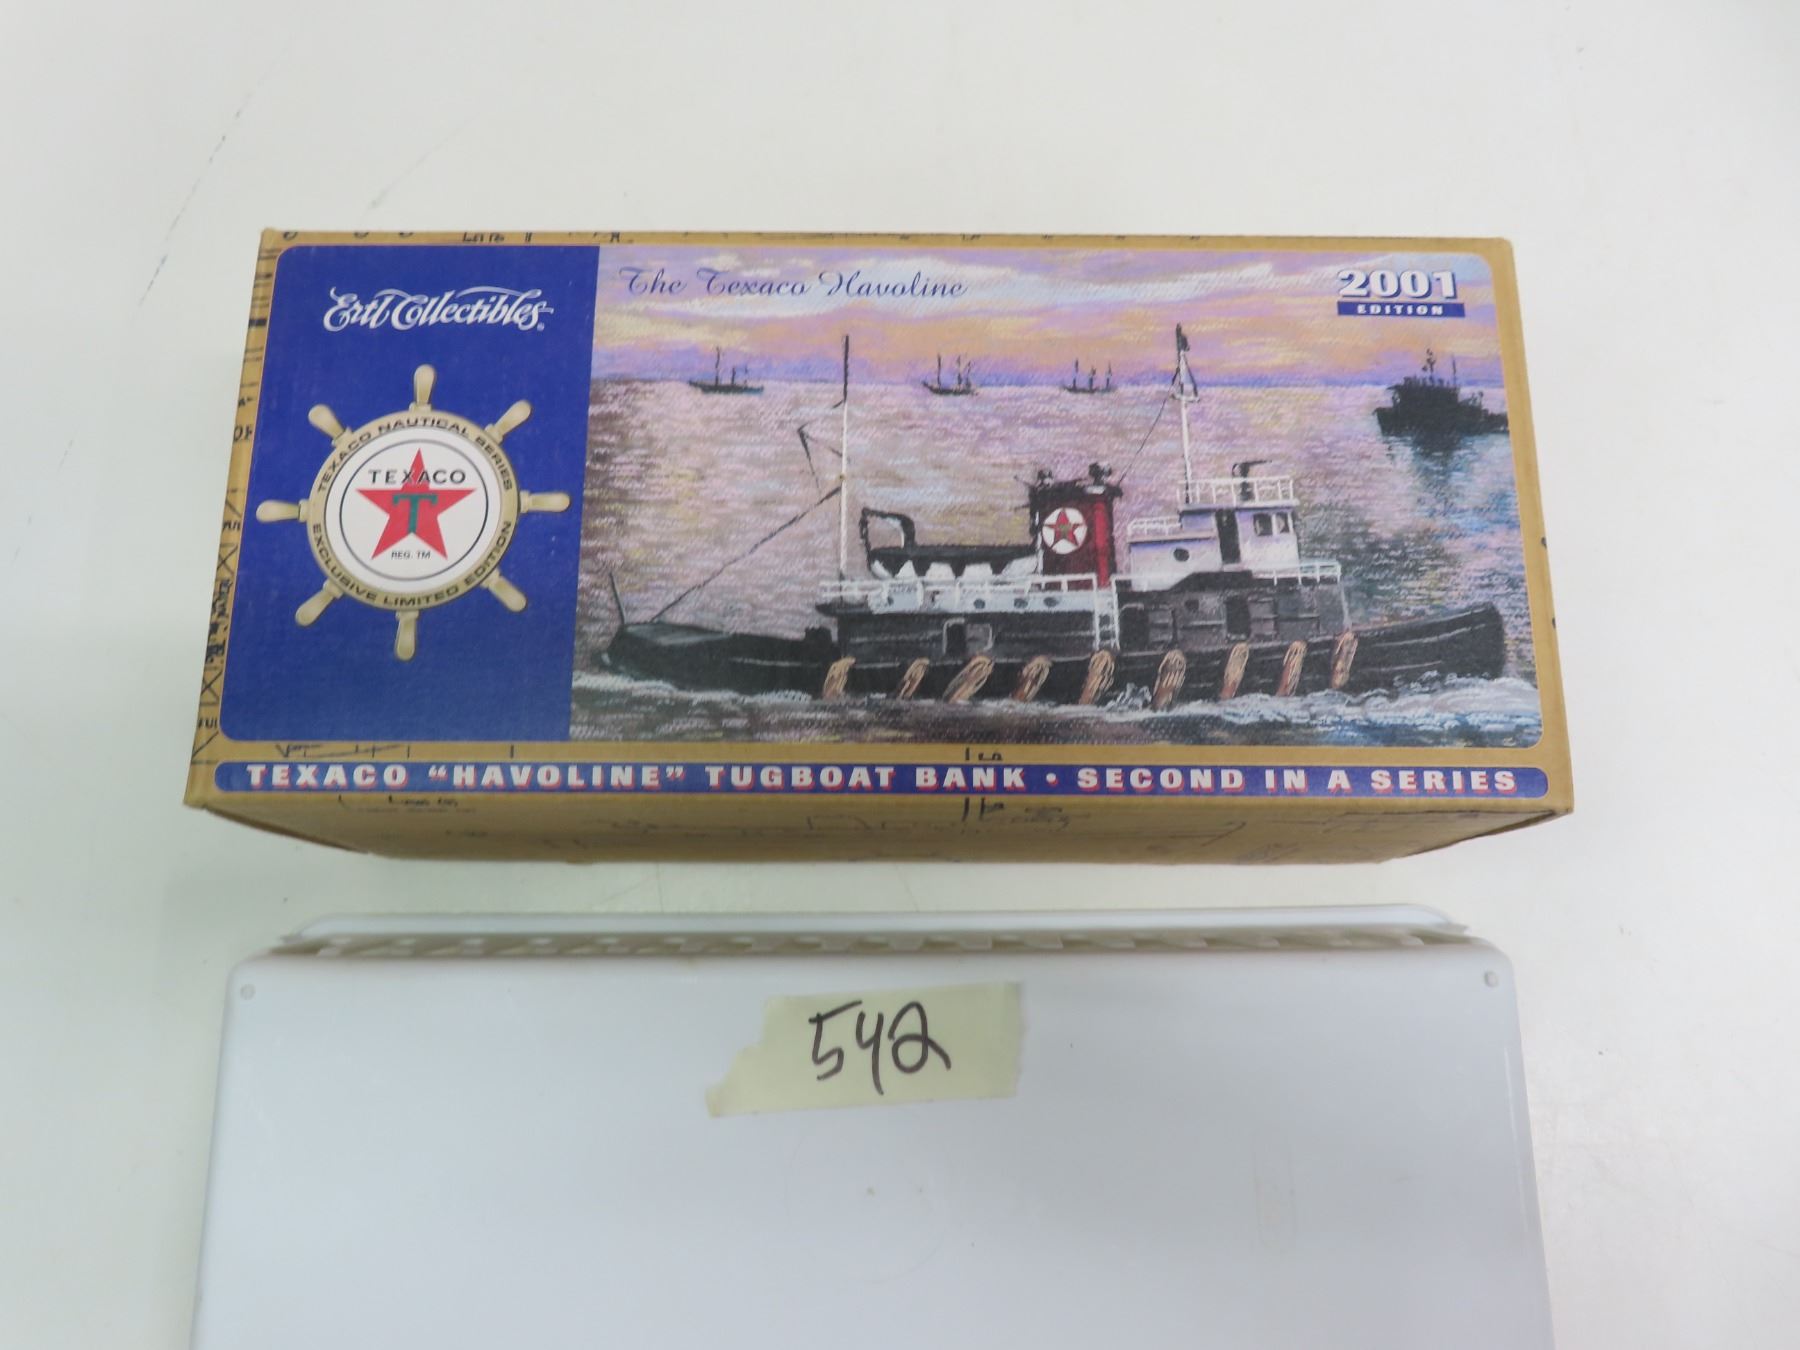 Ertl Collectibles®
The Texaco Havoline
2001
EDITION
TEXACO NAUTICAL SERIES
TEXACO
T
REG. TM
EXCLUSIVE LIMITED EDITION
TEXACO “HAVOLINE” TUGBOAT BANK • SECOND IN A SERIES
542